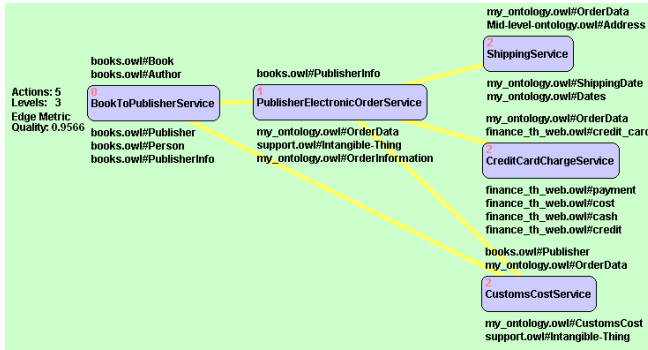 my_ontology.owl#OrderData
Mid-level-ontology.owl#Address
2
ShippingService
my_ontology.owl#ShippingDate
my_ontology.owl#Dates
books.owl#Book
books.owl#Author
Actions: 5
Levels: 3
Edge Metric
Quality: 0.9566
0
BookToPublisherService
books.owl#Publisher
books.owl#Person
books.owl#PublisherInfo
books.owl#PublisherInfo
1
PublisherElectronicOrderService
my_ontology.owl#OrderData
support.owl#Intangible-Thing
my_ontology.owl#OrderInformation
my_ontology.owl#OrderData
finance_th_web.owl#credit_card
2
CreditCardChargeService
finance_th_web.owl#payment
finance_th_web.owl#cost
finance_th_web.owl#cash
finance_th_web.owl#credit
books.owl#Publisher
my_ontology.owl#OrderData
2
CustomsCostService
my_ontology.owl#CustomsCost
support.owl#Intangible-Thing